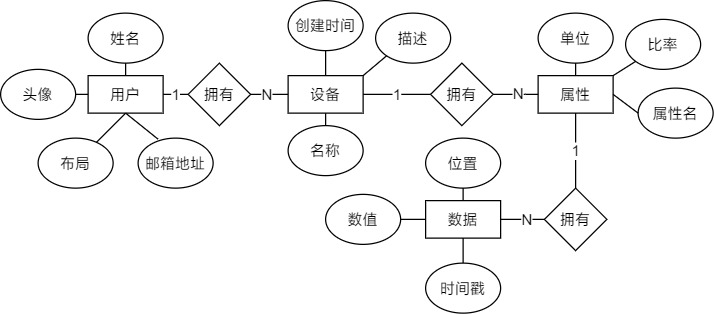 姓名
创建时间
描述
单位
比率
头像
用户
1
拥有
N
设备
1
拥有
N
属性
属性名
布局
邮箱地址
名称
位置
1
数值
数据
N
拥有
时间戳